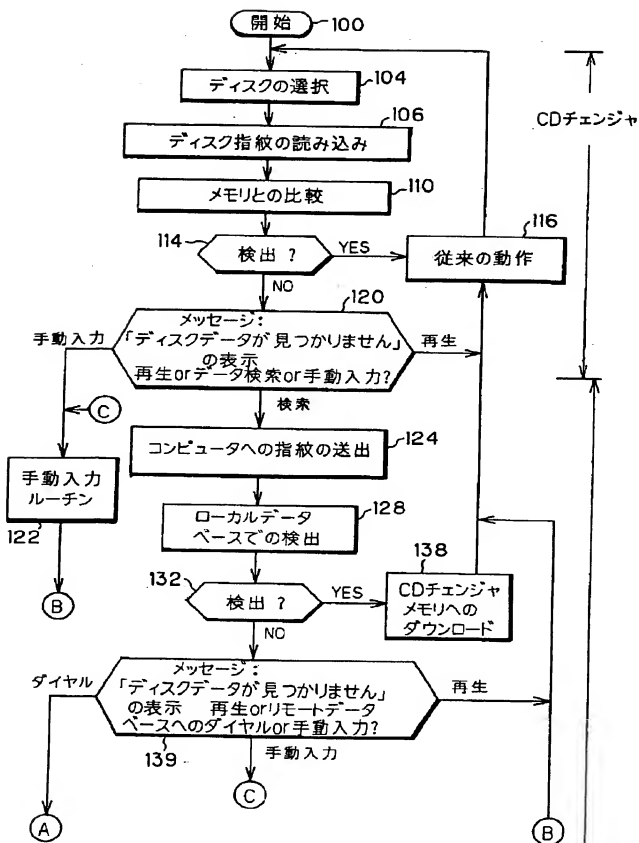 開始
100
ディスクの選択
104
CDチェンジャ
106
ディスク指紋の読み込み
メモリとの比較
110
114
検出?
YES
116
従来の動作
NO
120
メッセージ:
手動入力
「ディスクデータが見つかりません」
再生
の表示
再生orデータ検索or手動入力?
検索
C
コンピュータへの指紋の送出
124
手動入力
ルーチン
122
ローカルデータ
ベースでの検出
128
B
132
検出?
YES
138
CDチェンジャ
メモリへの
ダウンロード
NO
メッセージ:
ダイヤル
「ディスクデータが見つかりません」
再生
の表示 再生orリモートデータ
ベースへのダイヤルor手動入力?
139
手動入力
C
A
B